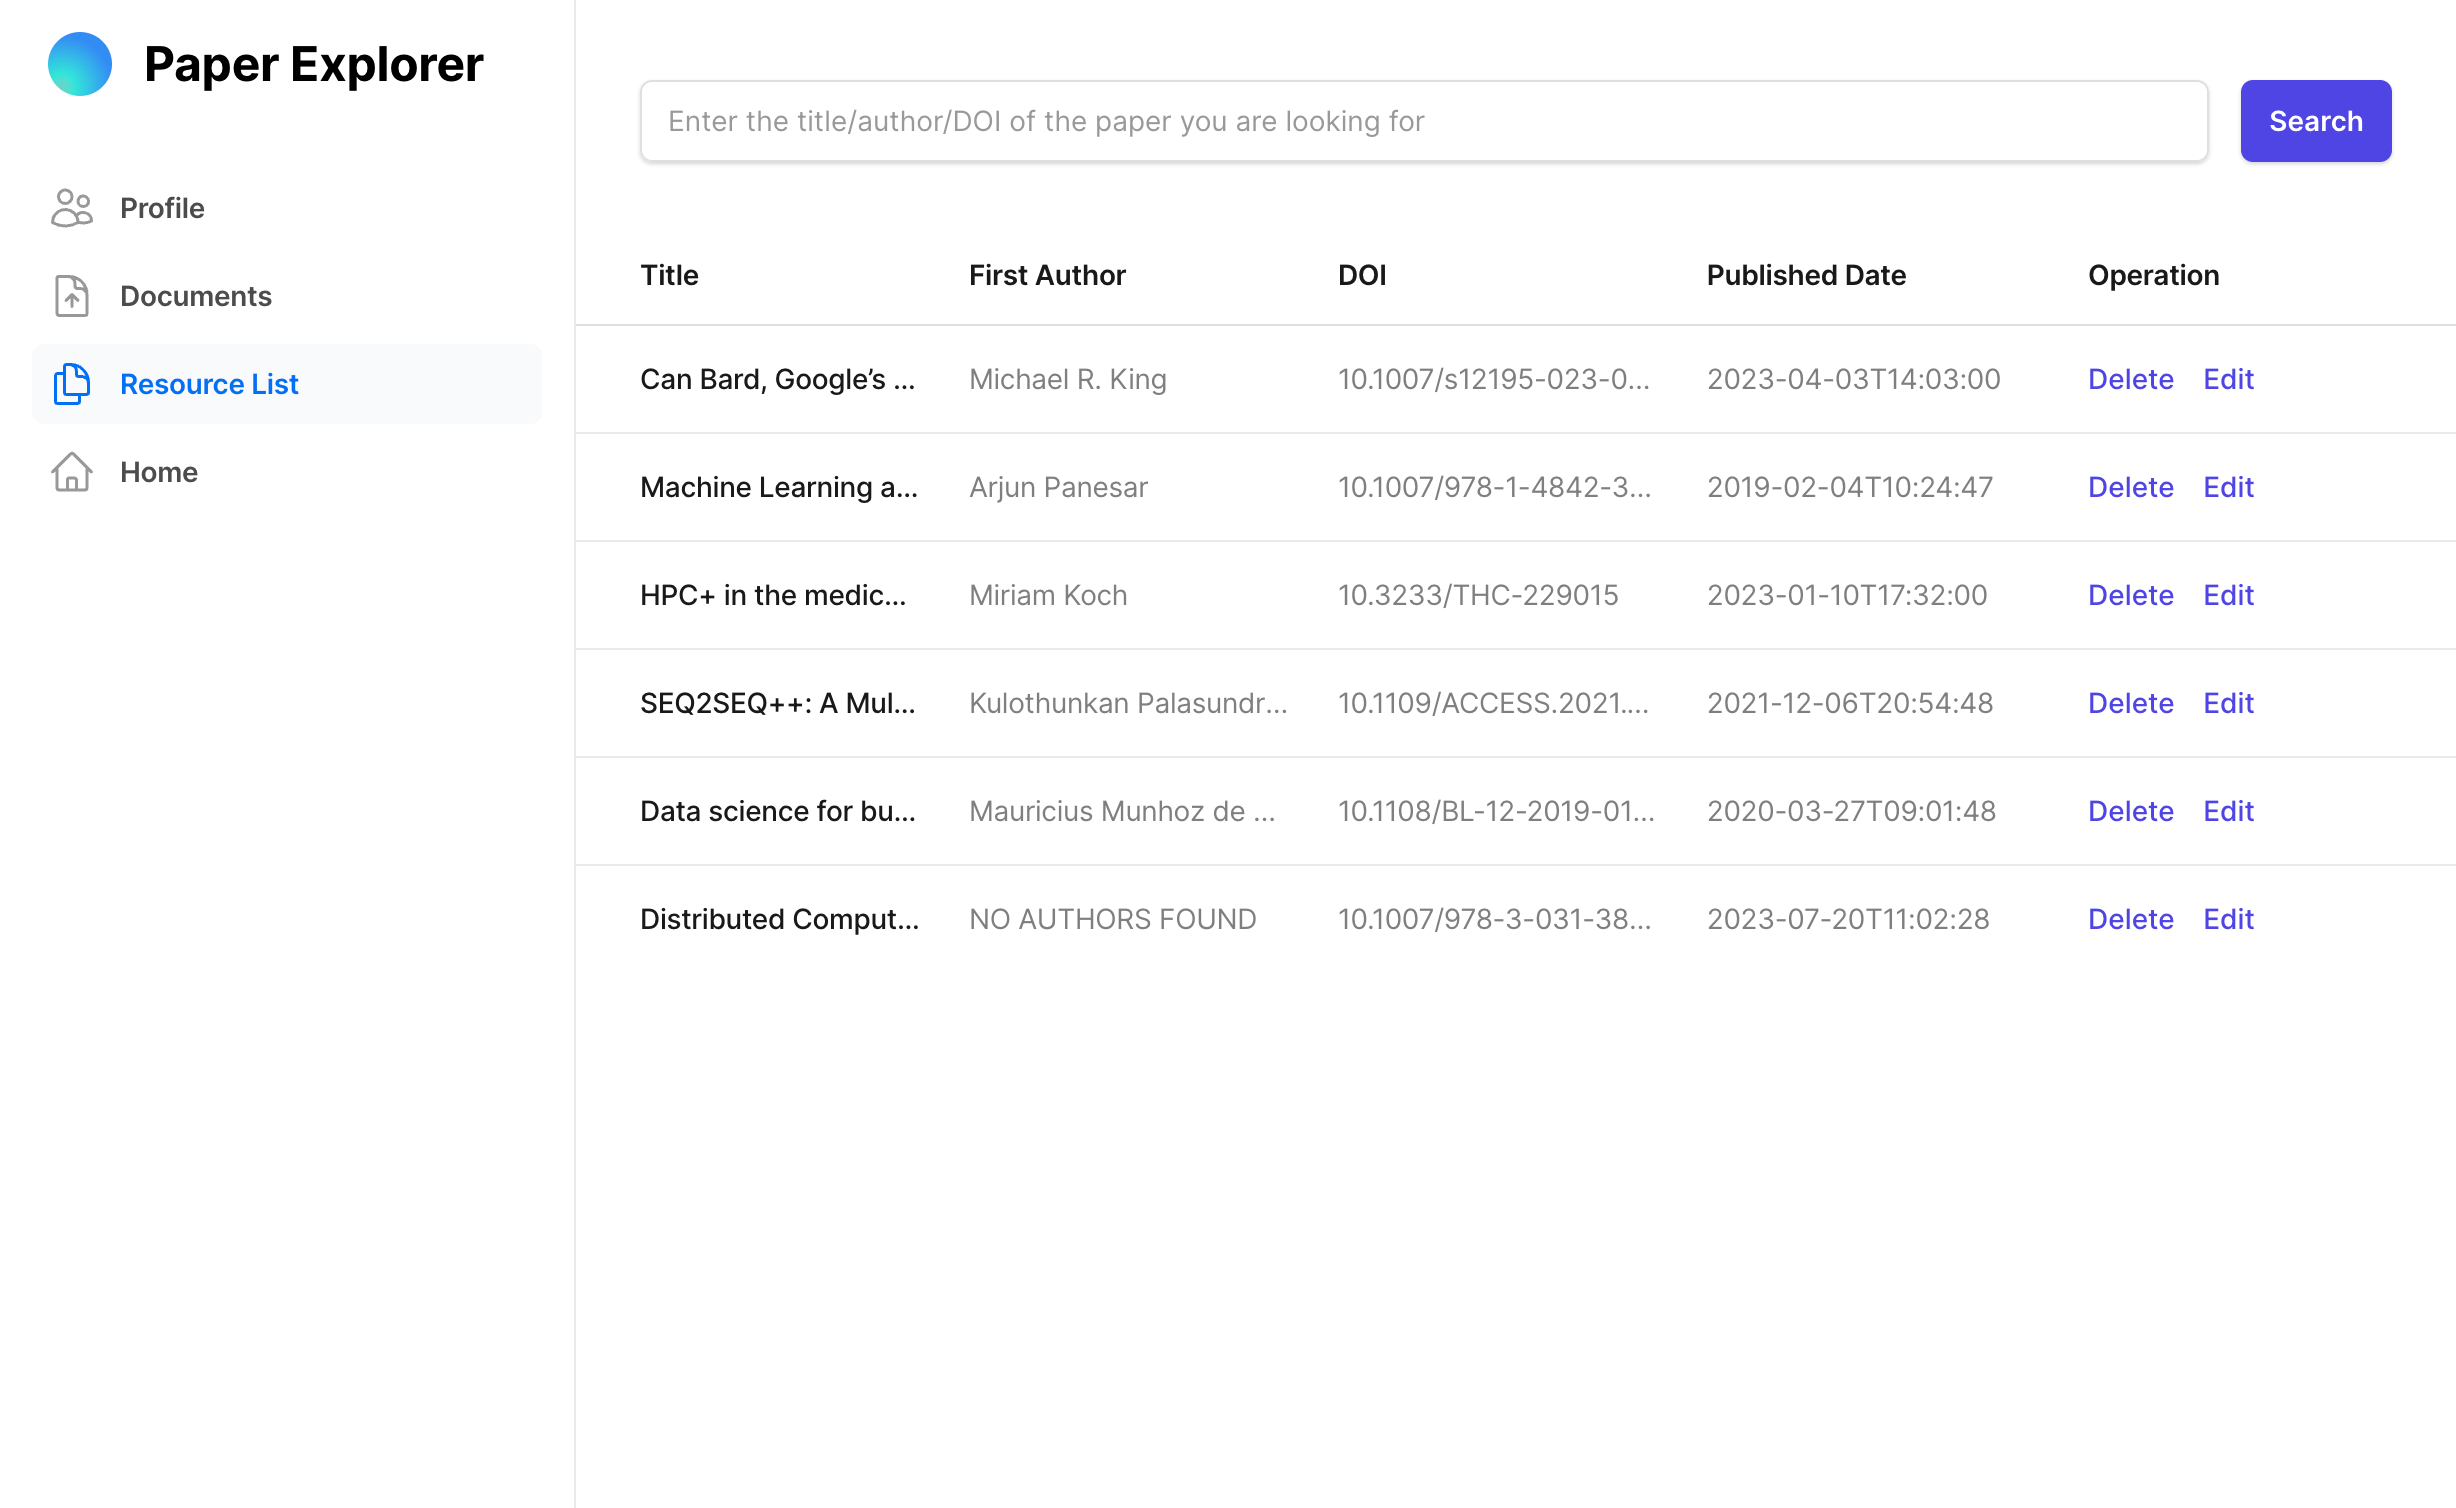 Paper Explorer
Profile
Documents
Resource List
Home
Enter the title/author/DOI of the paper you are looking for
Search
Title First Author DOI Published Date Operation
Can Bard, Google’s ... Michael R. King 10.1007/s12195-023-0... 2023-04-03T14:03:00 Delete Edit
Machine Learning a... Arjun Panesar 10.1007/978-1-4842-3... 2019-02-04T10:24:47 Delete Edit
HPC+ in the medic... Miriam Koch 10.3233/THC-229015 2023-01-10T17:32:00 Delete Edit
SEQ2SEQ++: A Mul... Kulothunkan Palasundr... 10.1109/ACCESS.2021.... 2021-12-06T20:54:48 Delete Edit
Data science for bu... Mauricius Munhoz de ... 10.1108/BL-12-2019-01... 2020-03-27T09:01:48 Delete Edit
Distributed Comput... NO AUTHORS FOUND 10.1007/978-3-031-38... 2023-07-20T11:02:28 Delete Edit